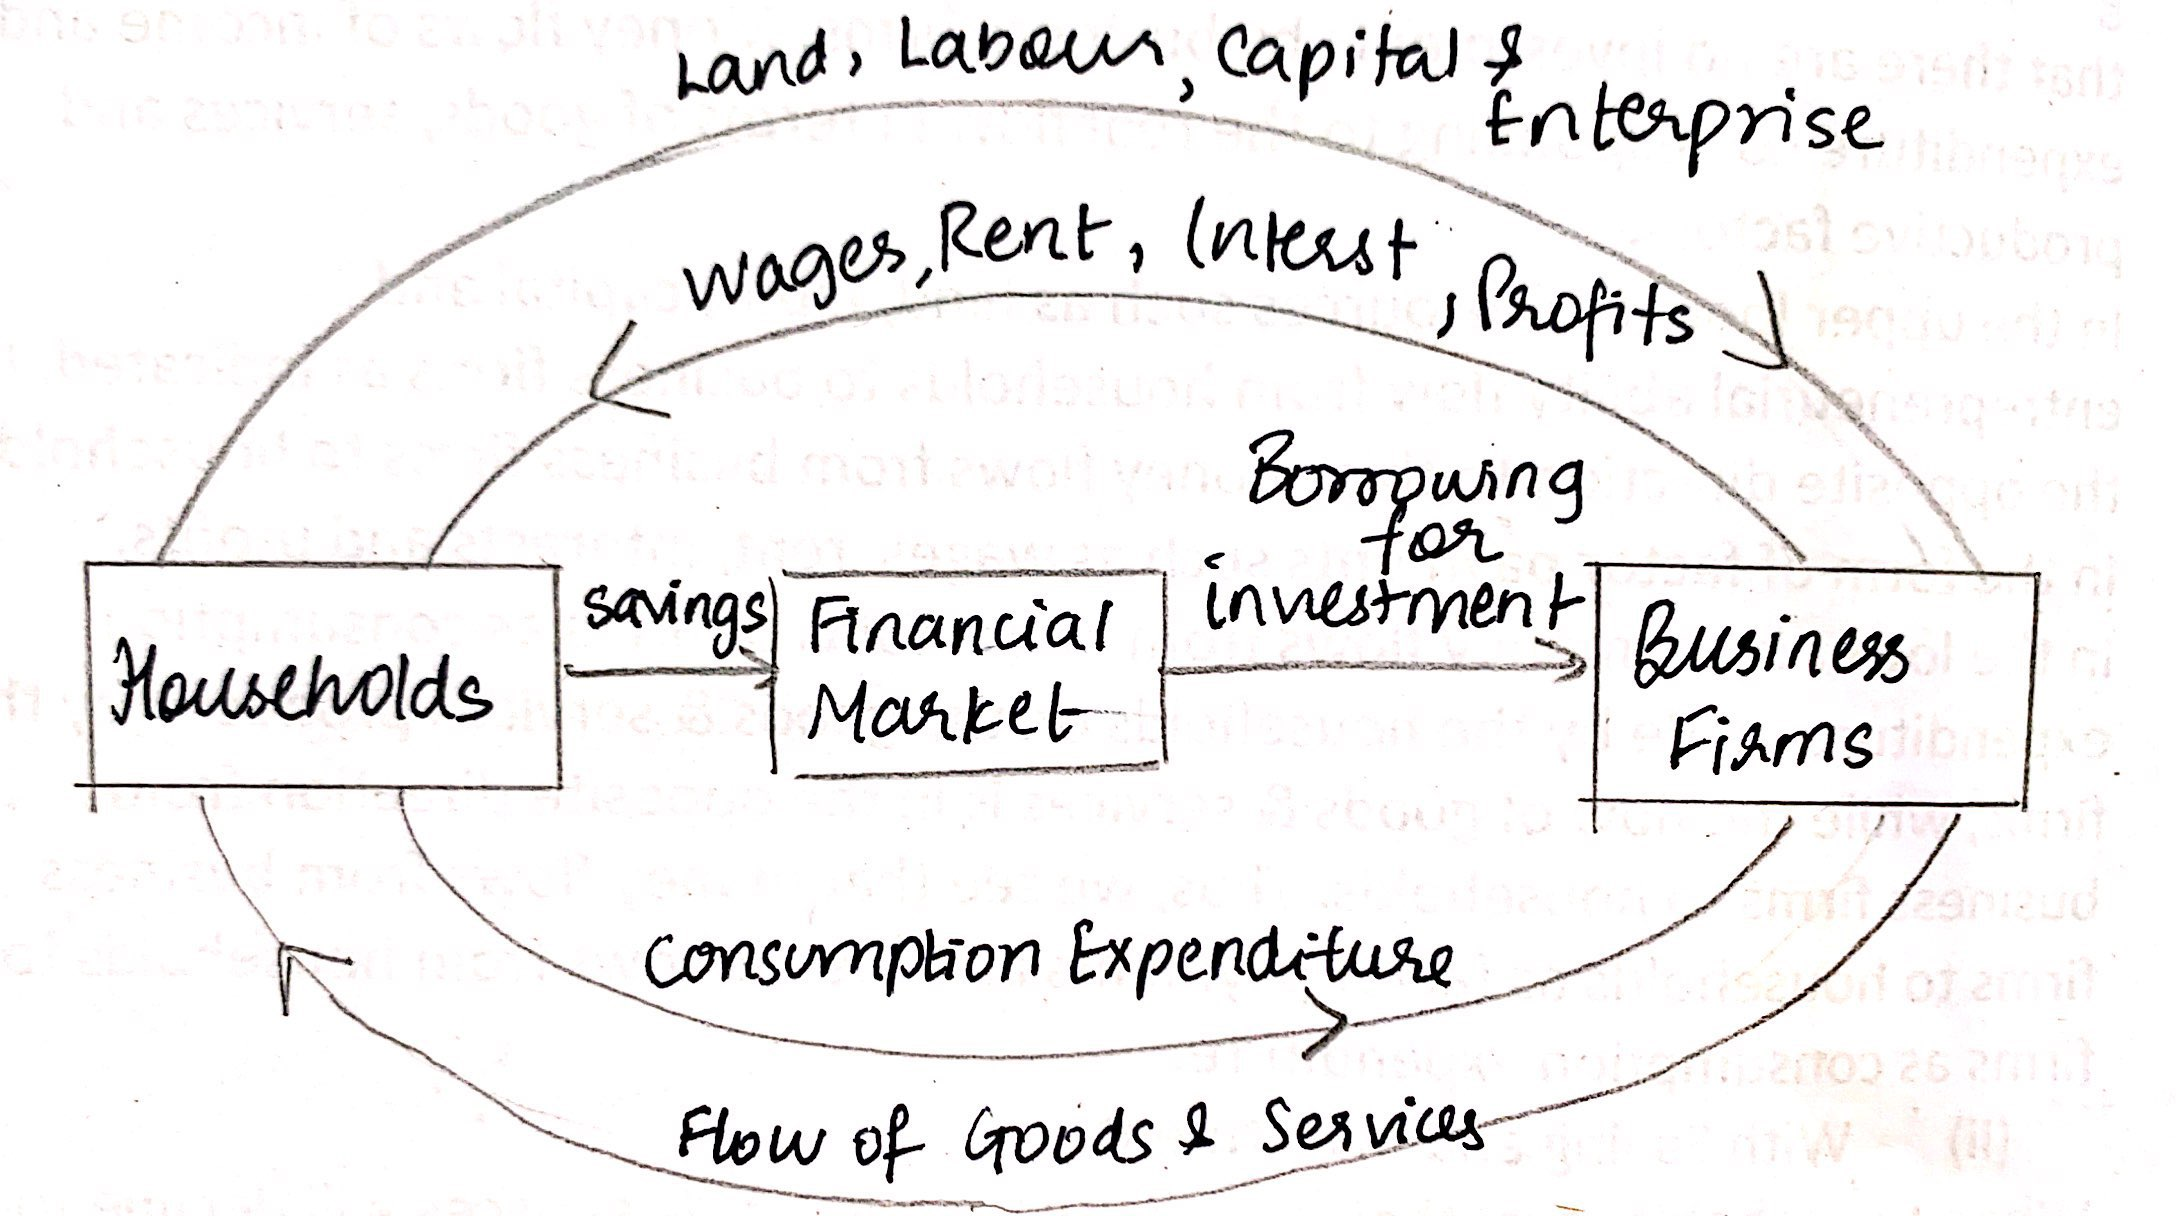 Land, Labour, Capital &
Enterprise
Wages, Rent, Interst, Profits
Borrowing
for
investment
savings
Households
Financial
Market
Business
Firms
Consumption Expenditure
Flow of Goods & Services